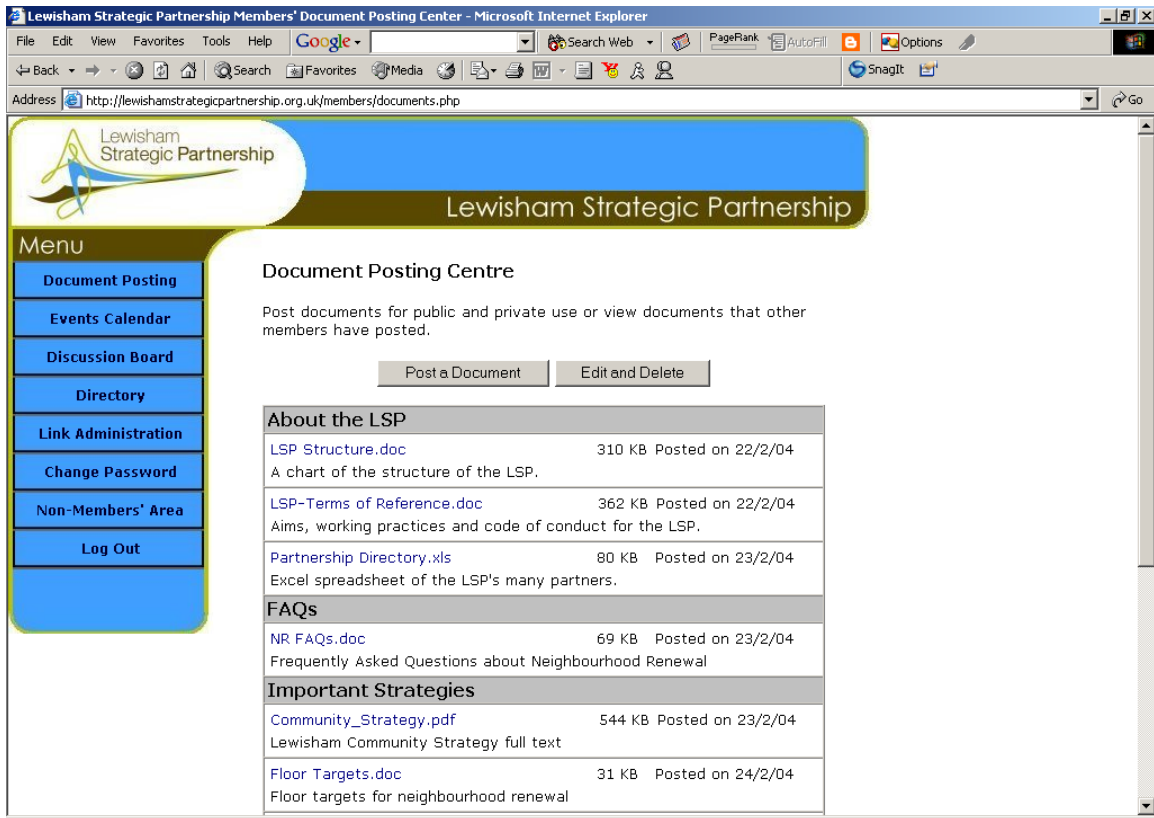 Lewisham Strategic Partnership Members' Document Posting Center - Microsoft Internet Explorer
File Edit View Favorites Tools Help Google Search Web PageRank AutoFill Options
Back Search Favorites Media SnagIt
Address http://lewishamstrategicpartnership.org.uk/members/documents.php Go
Lewisham
Strategic Partnership
Lewisham Strategic Partnership
Menu
Document Posting
Events Calendar
Discussion Board
Directory
Link Administration
Change Password
Non-Members' Area
Log Out
Document Posting Centre
Post documents for public and private use or view documents that other
members have posted.
Post a Document Edit and Delete
About the LSP
LSP Structure.doc 310 KB Posted on 22/2/04
A chart of the structure of the LSP.
LSP-Terms of Reference.doc 362 KB Posted on 22/2/04
Aims, working practices and code of conduct for the LSP.
Partnership Directory.xls 80 KB Posted on 23/2/04
Excel spreadsheet of the LSP's many partners.
FAQs
NR FAQs.doc 69 KB Posted on 23/2/04
Frequently Asked Questions about Neighbourhood Renewal
Important Strategies
Community_Strategy.pdf 544 KB Posted on 23/2/04
Lewisham Community Strategy full text
Floor Targets.doc 31 KB Posted on 24/2/04
Floor targets for neighbourhood renewal